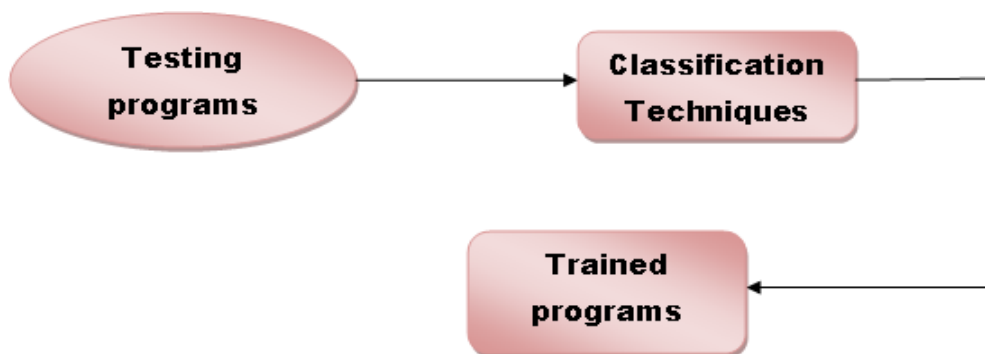 Testing
programs
Classification
Techniques
Trained
programs